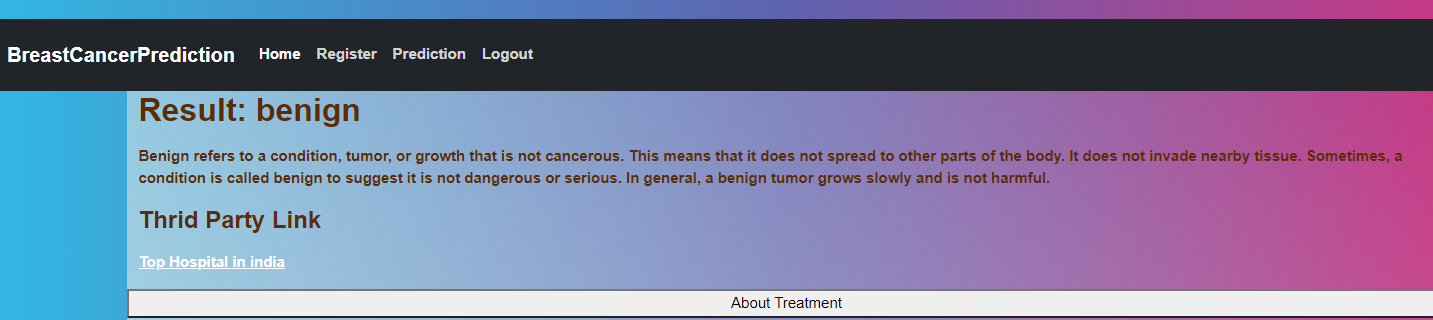 BreastCancerPrediction Home Register Prediction Logout
Result: benign
Benign refers to a condition, tumor, or growth that is not cancerous. This means that it does not spread to other parts of the body. It does not invade nearby tissue. Sometimes, a
condition is called benign to suggest it is not dangerous or serious. In general, a benign tumor grows slowly and is not harmful.
Thrid Party Link
Top Hospital in india
About Treatment